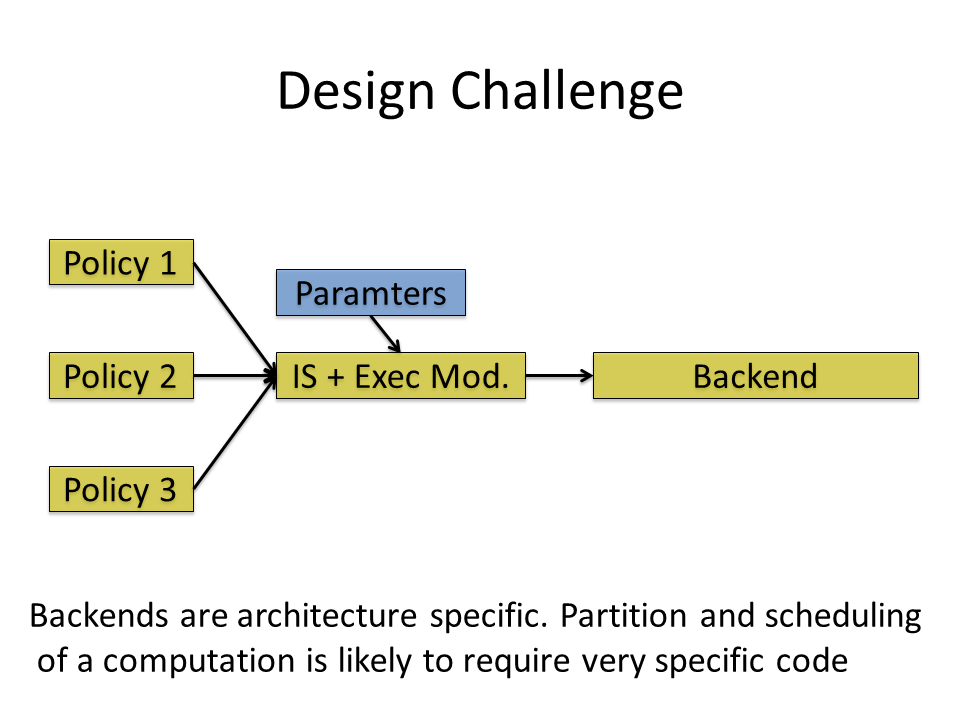 Design Challenge
Policy 1
Paramters
Policy 2
IS + Exec Mod.
Backend
Policy 3
Backends are architecture specific. Partition and scheduling
of a computation is likely to require very specific code